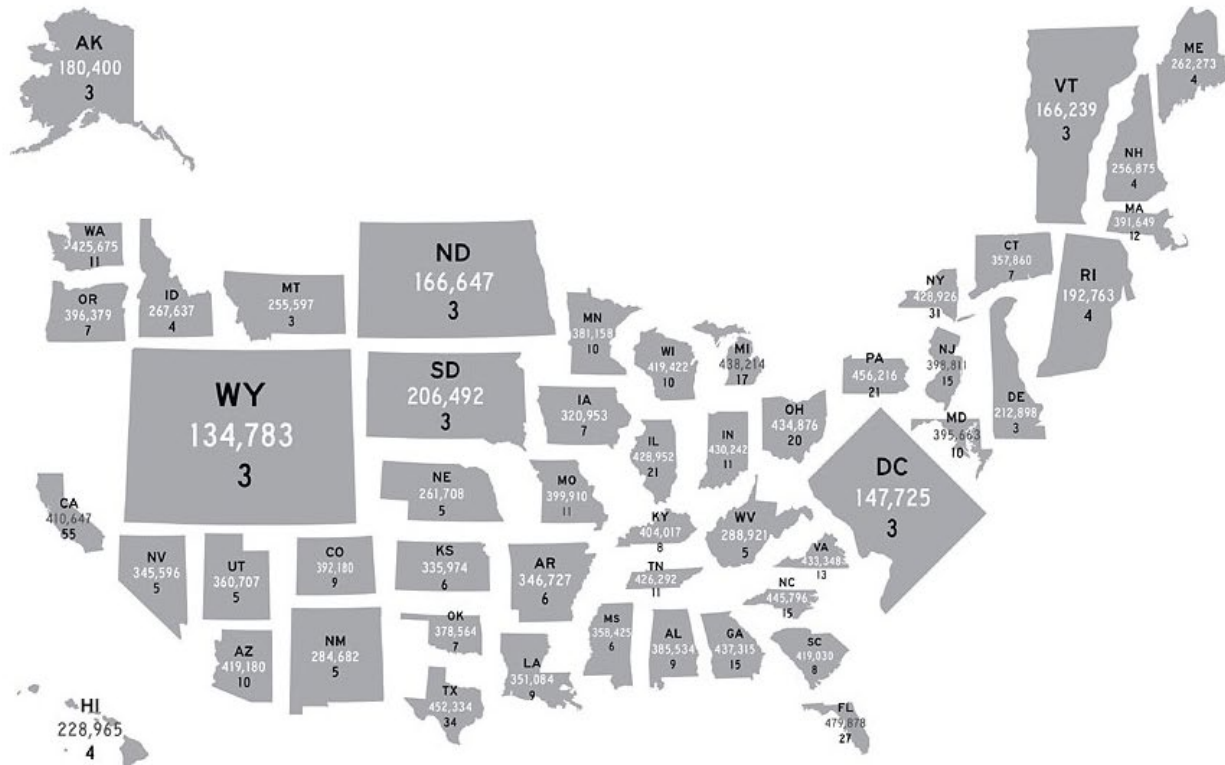 AK
180,400
3
ME
262,273
4
VT
166,239
3
NH
256,875
4
MA
391,649
12
WA
425,675
11
ND
166,647
3
CT
357,860
7
RI
192,763
4
OR
396,379
7
ID
267,637
4
MT
255,597
3
NY
428,926
31
MN
381,158
10
WI
419,422
10
MI
438,214
17
PA
456,216
21
NJ
398,811
15
DE
212,898
3
WY
134,783
3
SD
206,492
3
IA
320,953
7
IL
428,952
21
IN
430,242
11
OH
434,876
20
MD
395,663
10
DC
147,725
3
NE
261,708
5
MO
399,910
11
CA
410,647
55
KY
404,017
8
WV
288,921
5
NV
345,596
5
UT
360,707
5
CO
392,180
9
KS
335,974
6
AR
346,727
6
TN
426,292
11
VA
433,348
13
NC
445,796
15
OK
378,564
7
MS
358,425
6
AL
385,534
9
GA
437,315
15
SC
419,030
8
AZ
419,180
10
NM
284,682
5
LA
351,084
9
TX
452,334
34
HI
228,965
4
FL
479,878
27